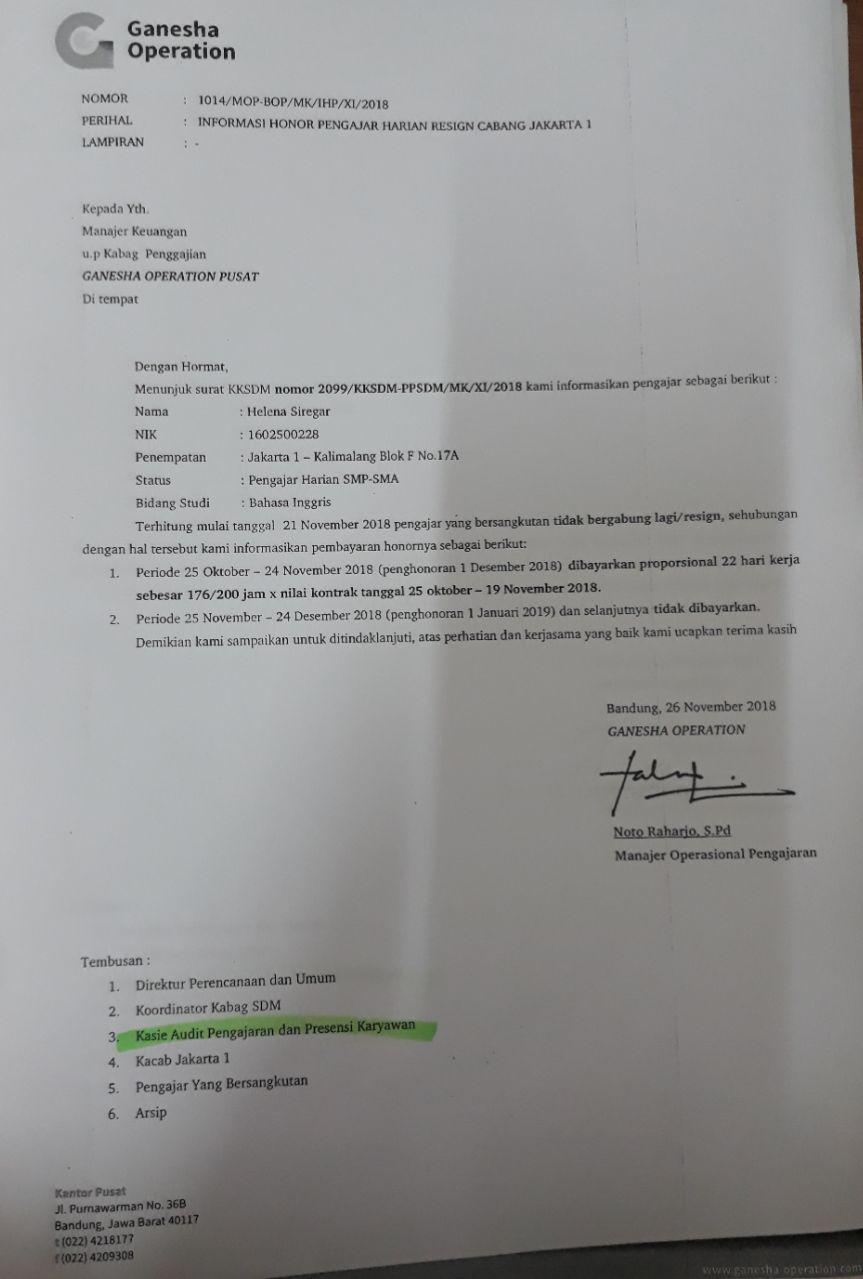 Ganesha
Operation
NOMOR : 1014/MOP-BOP/MK/IHP/XI/2018
PERIHAL : INFORMASI HONOR PENGAJAR HARIAN RESIGN CABANG JAKARTA 1
LAMPIRAN : -
Kepada Yth.
Manajer Keuangan
u.p Kabag Penggajian
GANESHA OPERATION PUSAT
Di tempat
Dengan Hormat,
Menunjuk surat KKSDM nomor 2099/KKSDM-PPSDM/MK/XI/2018 kami informasikan pengajar sebagai berikut :
Nama : Helena Siregar
NIK : 1602500228
Penempatan : Jakarta 1 – Kalimalang Blok F No.17A
Status : Pengajar Harian SMP-SMA
Bidang Studi : Bahasa Inggris
Terhitung mulai tanggal 21 November 2018 pengajar yang bersangkutan tidak bergabung lagi/resign, sehubungan
dengan hal tersebut kami informasikan pembayaran honornya sebagai berikut:
1. Periode 25 Oktober – 24 November 2018 (penghonoran 1 Desember 2018) dibayarkan proporsional 22 hari kerja
sebesar 176/200 jam x nilai kontrak tanggal 25 oktober – 19 November 2018.
2. Periode 25 November – 24 Desember 2018 (penghonoran 1 Januari 2019) dan selanjutnya tidak dibayarkan.
Demikian kami sampaikan untuk ditindaklanjuti, atas perhatian dan kerjasama yang baik kami ucapkan terima kasih
Bandung, 26 November 2018
GANESHA OPERATION
Noto Raharjo, S.Pd
Manajer Operasional Pengajaran
Tembusan :
1. Direktur Perencanaan dan Umum
2. Koordinator Kabag SDM
3. Kasie Audit Pengajaran dan Presensi Karyawan
4. Kacab Jakarta 1
5. Pengajar Yang Bersangkutan
6. Arsip
Kantor Pusat
Jl. Purnawarman No. 36B
Bandung, Jawa Barat 40117
t (022) 4218177
f (022) 4209308
www.ganesha-operation.com